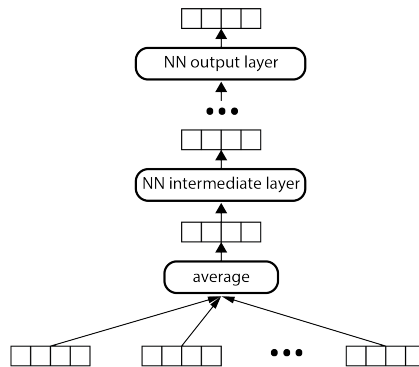 NN output layer
•••
NN intermediate layer
average
•••